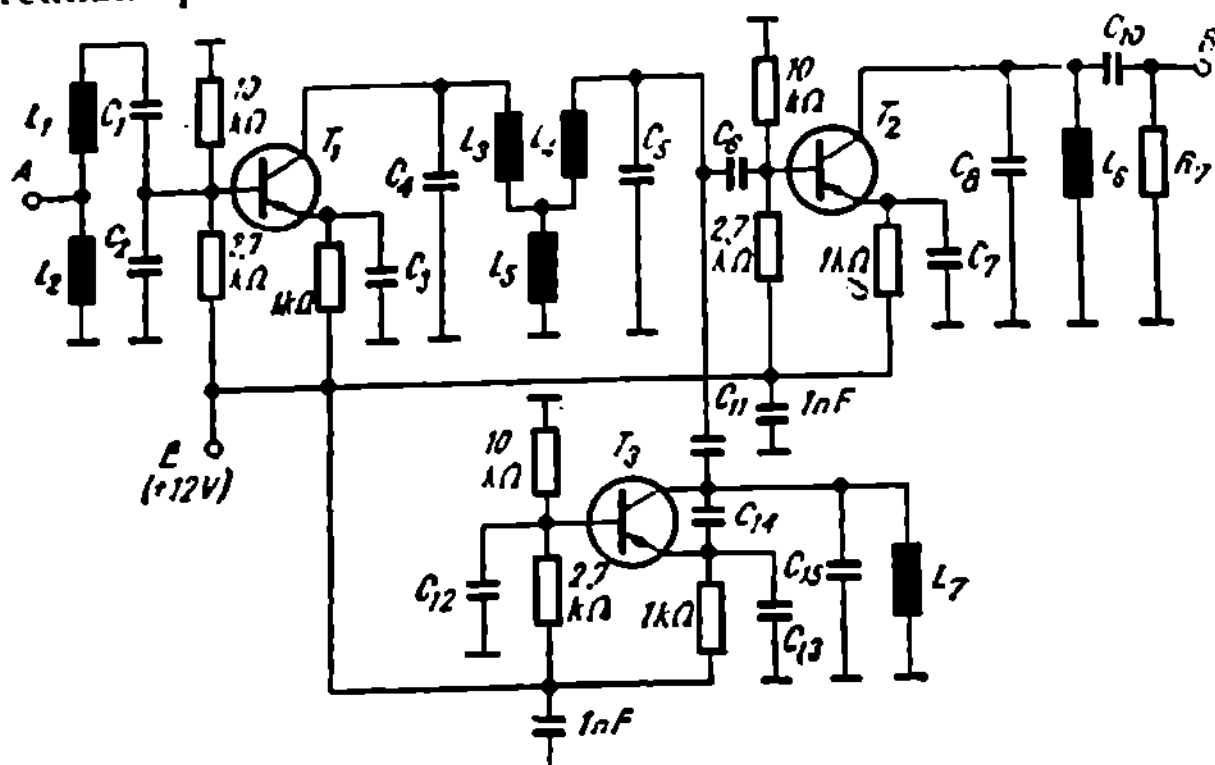 L₁
C₁
10
kΩ
T₁
A
L₂
C₂
2,7
kΩ
1kΩ
C₃
C₄
L₃
L₄
L₅
C₅
C₆
10
kΩ
T₂
2,7
kΩ
1kΩ
C₇
C₈
L₆
C₁₀
R₇
E
(+12V)
C₁₁
1nF
10
kΩ
T₃
C₁₂
2,7
kΩ
1kΩ
C₁₄
C₁₃
C₁₅
L₇
1nF